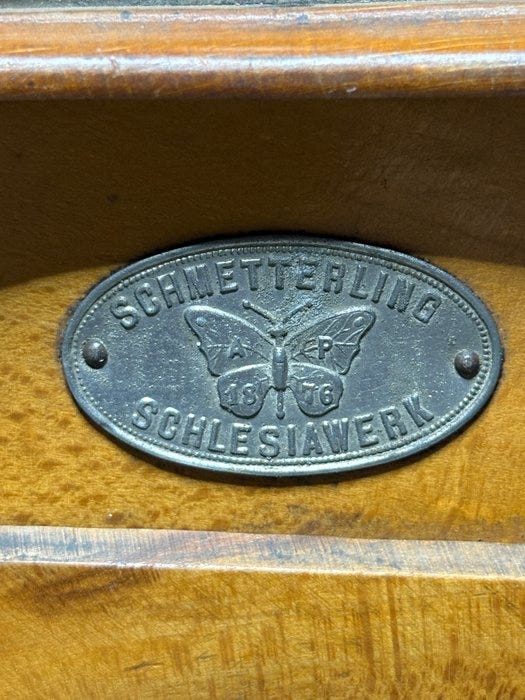 SCHMETTERLING
A P
18 76
SCHLESIAWERK